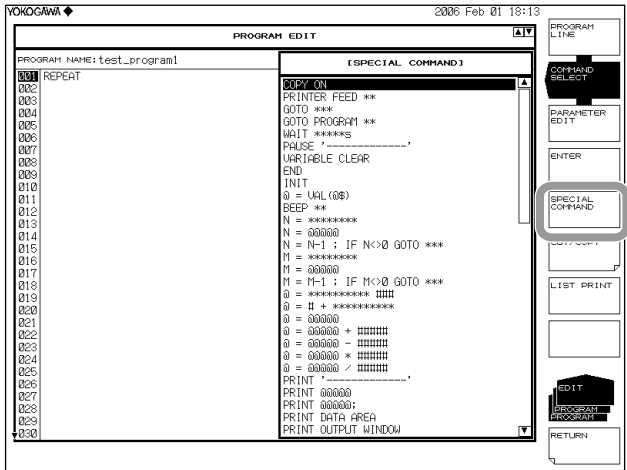 YOKOGAWA◆
2006 Feb 01 18:13
PROGRAM EDIT
PROGRAM NAME:test_program1
001 REPEAT
002
003
004
005
006
007
008
009
010
011
012
013
014
015
016
017
018
019
020
021
022
023
024
025
026
027
028
029
030
[SPECIAL COMMAND]
COPY ON
PRINTER FEED **
GOTO ***
GOTO PROGRAM **
WAIT *****s
PAUSE '-------------'
VARIABLE CLEAR
END
INIT
@ = VAL(@$)
BEEP **
N = ********
N = @@@@@
N = N-1 ; IF N<>0 GOTO ***
M = ********
M = @@@@@
M = M-1 ; IF M<>0 GOTO ***
@ = *********** ###
@ = # + ***********
@ = @@@@@
@ = @@@@@ + #####
@ = @@@@@ - #####
@ = @@@@@ * #####
@ = @@@@@ / #####
PRINT '-------------'
PRINT @@@@@
PRINT @@@@@;
PRINT DATA AREA
PRINT OUTPUT WINDOW
PROGRAM
LINE
COMMAND
SELECT
PARAMETER
EDIT
ENTER
SPECIAL
COMMAND
CUT/COPY
LIST PRINT
EDIT
PROGRAM
PROGRAM
RETURN